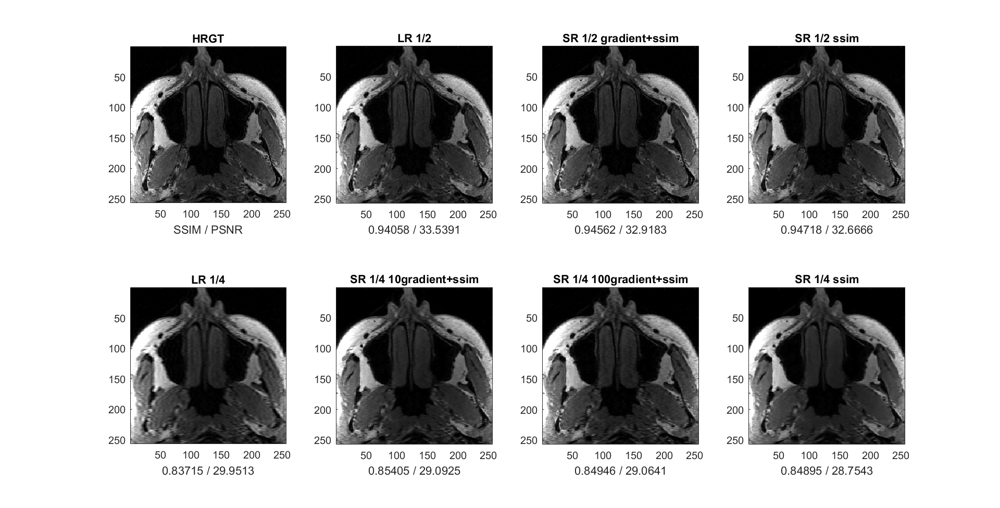 HRGT
LR 1/2
SR 1/2 gradient+ssim
SR 1/2 ssim
50
100
150
200
250
50 100 150 200 250
SSIM / PSNR
50
100
150
200
250
50 100 150 200 250
0.94058 / 33.5391
50
100
150
200
250
50 100 150 200 250
0.94562 / 32.9183
50
100
150
200
250
50 100 150 200 250
0.94718 / 32.6666
LR 1/4
SR 1/4 10gradient+ssim
SR 1/4 100gradient+ssim
SR 1/4 ssim
50
100
150
200
250
50 100 150 200 250
0.83715 / 29.9513
50
100
150
200
250
50 100 150 200 250
0.85405 / 29.0925
50
100
150
200
250
50 100 150 200 250
0.84946 / 29.0641
50
100
150
200
250
50 100 150 200 250
0.84895 / 28.7543